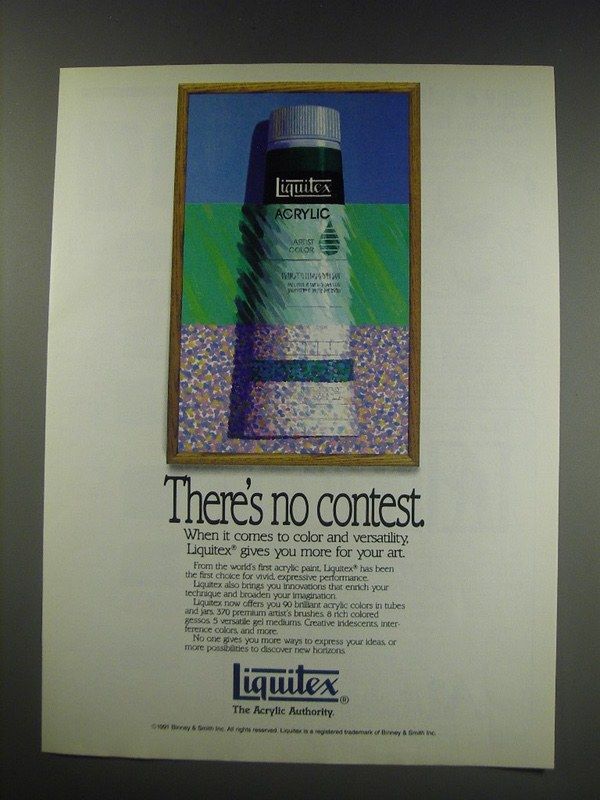 Liquitex
ACRYLIC
ARTIST
COLOR
There's no contest.
When it comes to color and versatility,
Liquitex® gives you more for your art.
From the world's first acrylic paint, Liquitex® has been
the first choice for vivid, expressive performance.
Liquitex also brings you innovations that enrich your
technique and broaden your imagination.
Liquitex now offers you 90 brilliant acrylic colors in tubes
and jars, 370 premium artist's brushes, 8 rich colored
gessos, 5 versatile gel mediums, Creative iridescents, inter-
ference colors, and more.
No one gives you more ways to express your ideas, or
more possibilities to discover new horizons.
Liquitex®
The Acrylic Authority.
©1991 Binney & Smith Inc. All rights reserved. Liquitex is a registered trademark of Binney & Smith Inc.